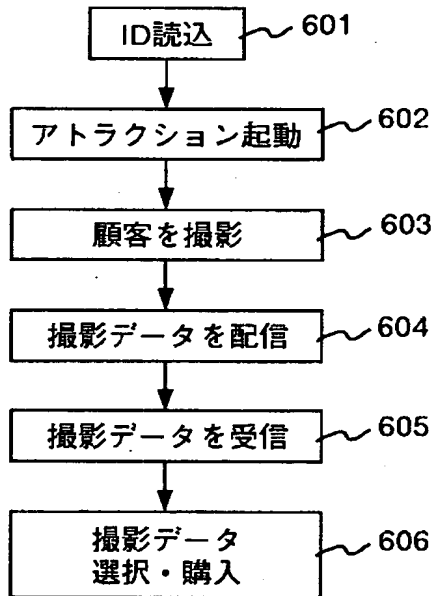 ID読込
601
アトラクション起動
602
顧客を撮影
603
撮影データを配信
604
撮影データを受信
605
撮影データ
選択・購入
606